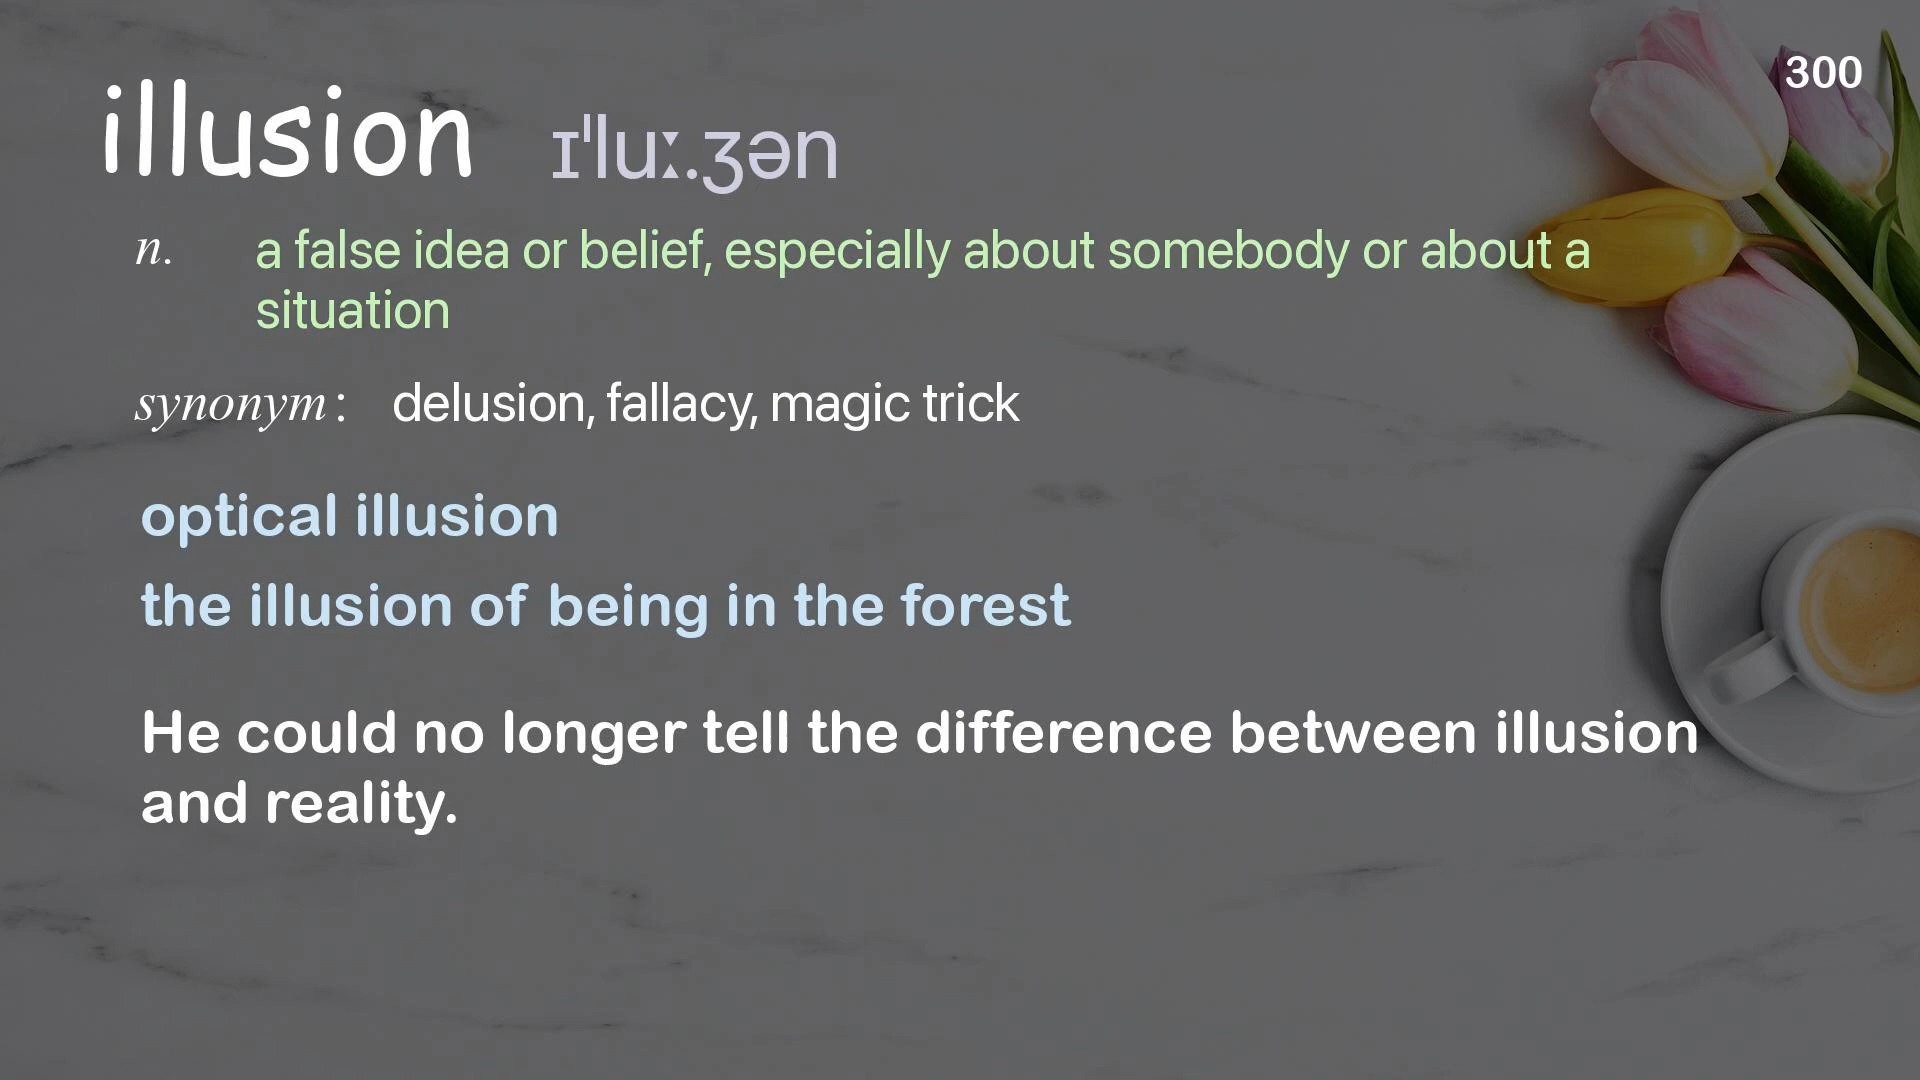 300
illusion ɪˈluː.ʒən
n. a false idea or belief, especially about somebody or about a
situation
synonym: delusion, fallacy, magic trick
optical illusion
the illusion of being in the forest
He could no longer tell the difference between illusion
and reality.